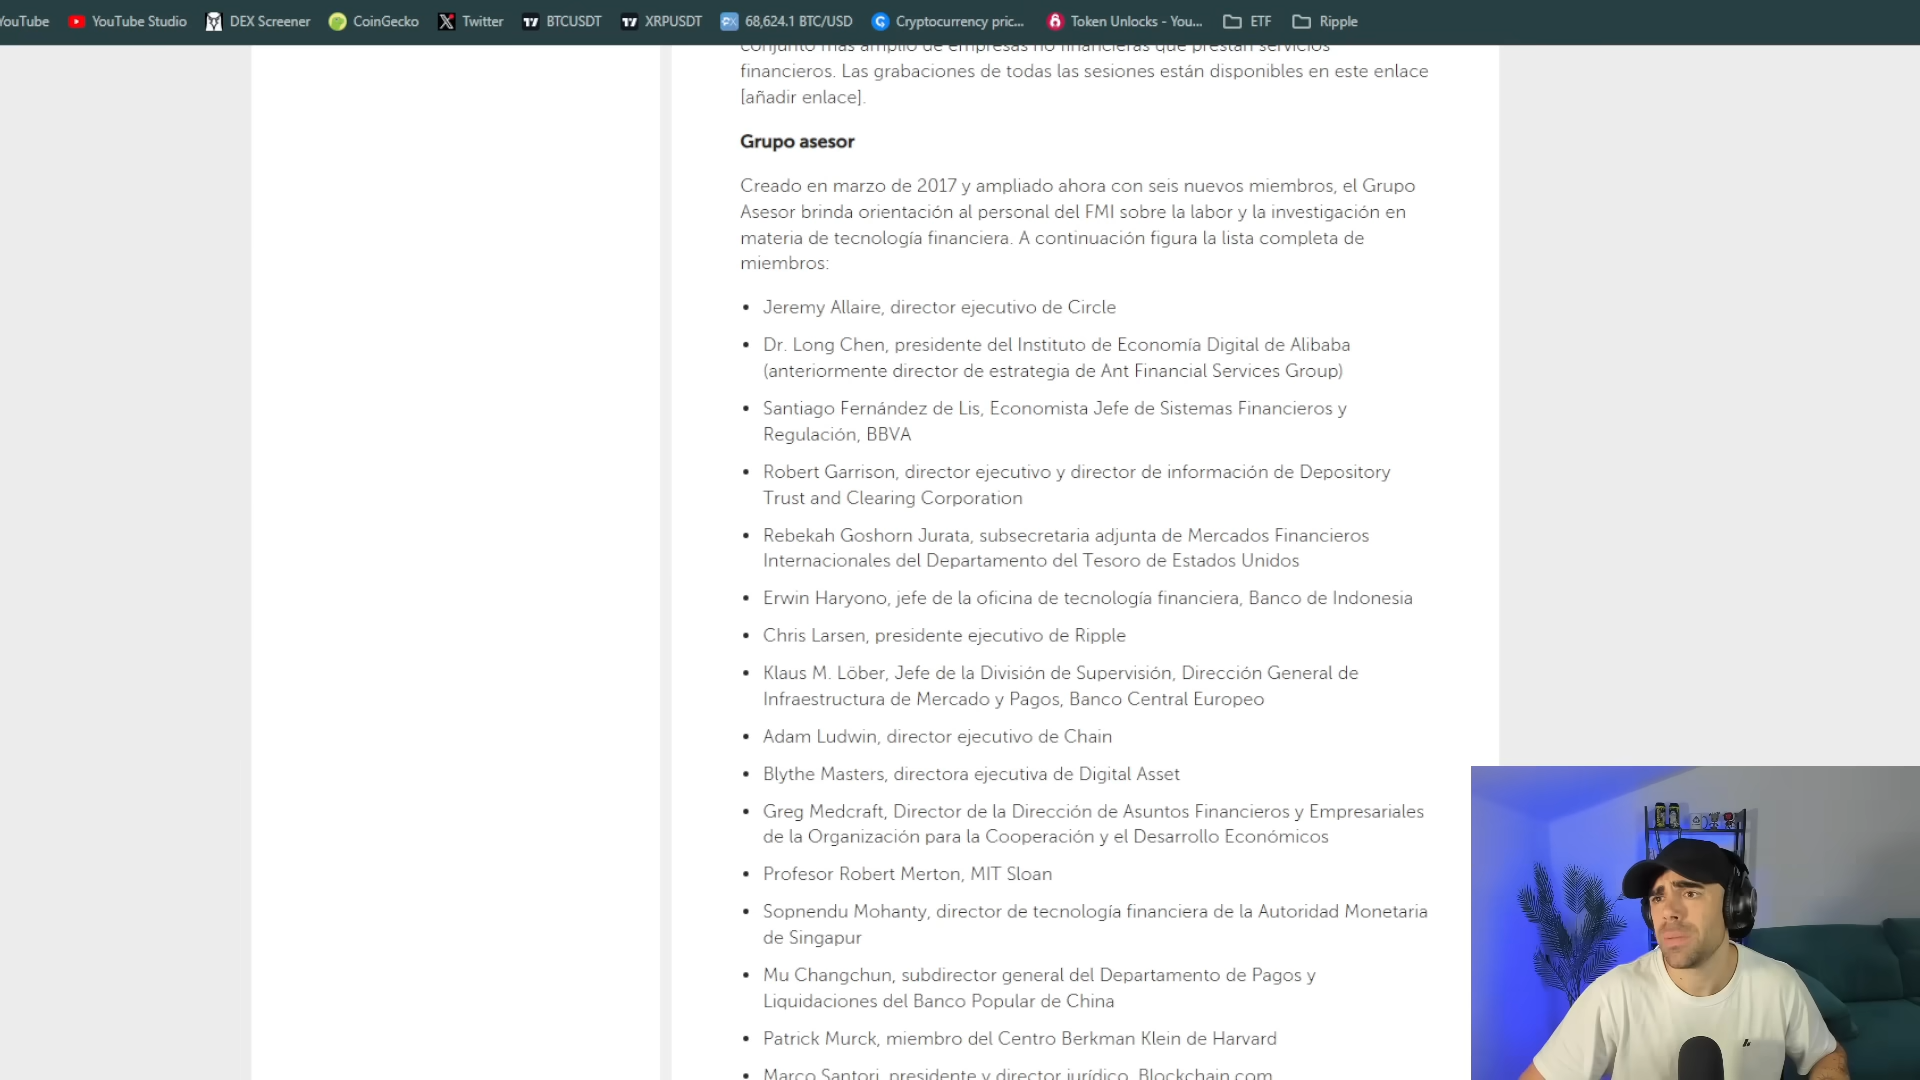 YouTube
YouTube Studio
DEX Screener
CoinGecko
Twitter
BTCUSDT
XRPUSDT
68,624.1 BTC/USD
Cryptocurrency pric...
Token Unlocks - You...
ETF
Ripple
conjunto más amplio de empresas no financieras que prestan servicios
financieros. Las grabaciones de todas las sesiones están disponibles en este enlace
[añadir enlace].
Grupo asesor
Creado en marzo de 2017 y ampliado ahora con seis nuevos miembros, el Grupo
Asesor brinda orientación al personal del FMI sobre la labor y la investigación en
materia de tecnología financiera. A continuación figura la lista completa de
miembros:
• Jeremy Allaire, director ejecutivo de Circle
• Dr. Long Chen, presidente del Instituto de Economía Digital de Alibaba
(anteriormente director de estrategia de Ant Financial Services Group)
• Santiago Fernández de Lis, Economista Jefe de Sistemas Financieros y
Regulación, BBVA
• Robert Garrison, director ejecutivo y director de información de Depository
Trust and Clearing Corporation
• Rebekah Goshorn Jurata, subsecretaria adjunta de Mercados Financieros
Internacionales del Departamento del Tesoro de Estados Unidos
• Erwin Haryono, jefe de la oficina de tecnología financiera, Banco de Indonesia
• Chris Larsen, presidente ejecutivo de Ripple
• Klaus M. Löber, Jefe de la División de Supervisión, Dirección General de
Infraestructura de Mercado y Pagos, Banco Central Europeo
• Adam Ludwin, director ejecutivo de Chain
• Blythe Masters, directora ejecutiva de Digital Asset
• Greg Medcraft, Director de la Dirección de Asuntos Financieros y Empresariales
de la Organización para la Cooperación y el Desarrollo Económicos
• Profesor Robert Merton, MIT Sloan
• Sopnendu Mohanty, director de tecnología financiera de la Autoridad Monetaria
de Singapur
• Mu Changchun, subdirector general del Departamento de Pagos y
Liquidaciones del Banco Popular de China
• Patrick Murck, miembro del Centro Berkman Klein de Harvard
• Marco Santori, presidente y director jurídico, Blockchain.com